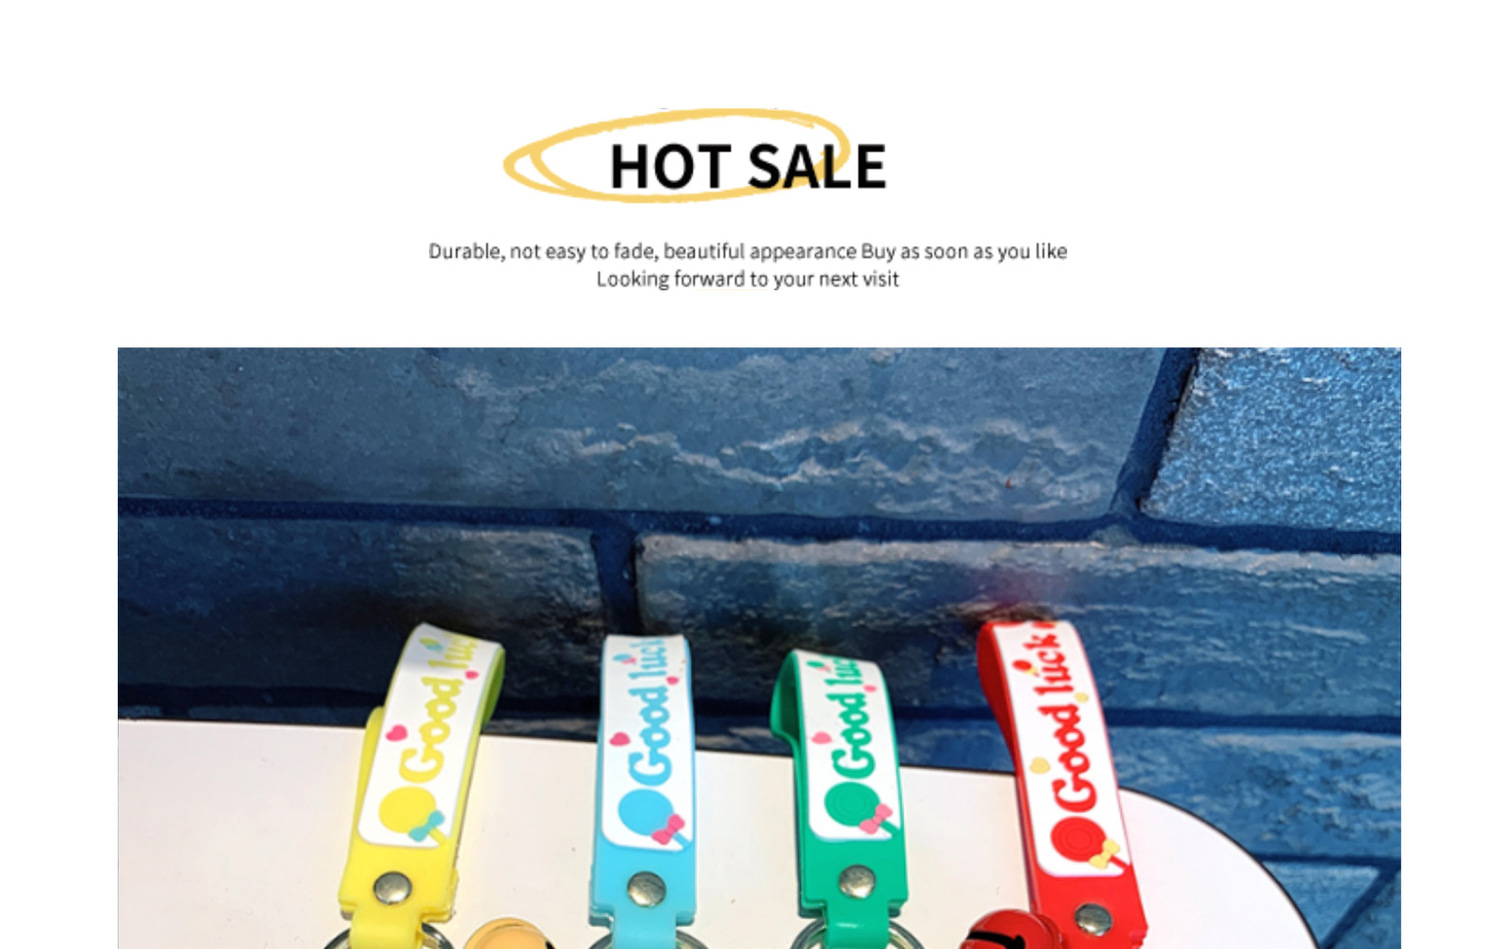 HOT SALE
Durable, not easy to fade, beautiful appearance Buy as soon as you like
Looking forward to your next visit
Good luck
Good luck
Good luck
Good luck